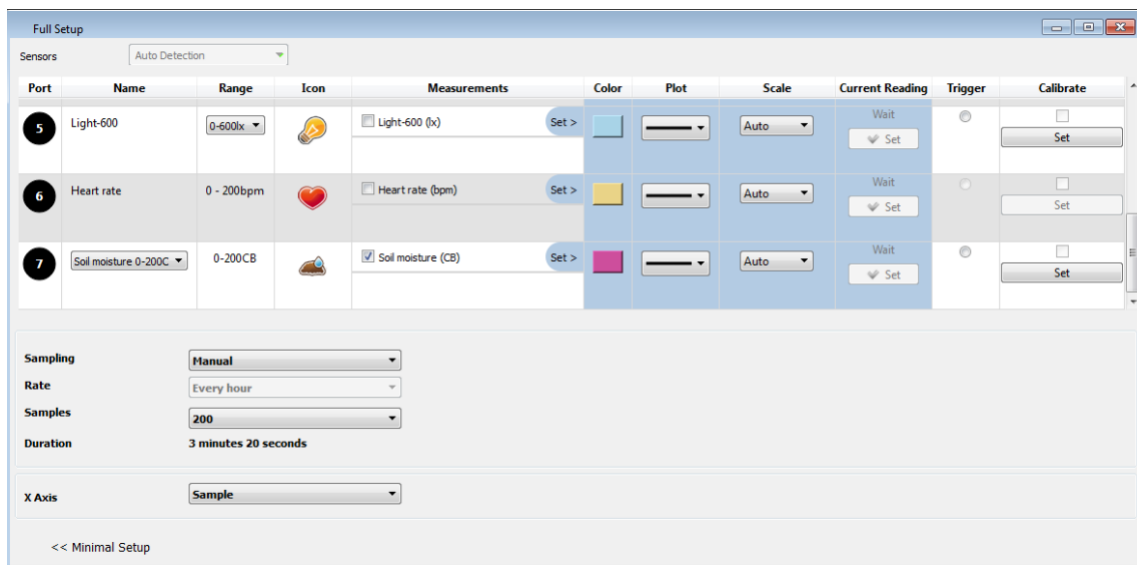 Full Setup
Sensors Auto Detection
Port Name Range Icon Measurements Color Plot Scale Current Reading Trigger Calibrate
5 Light-600 0-600lx Light-600 (lx) Set > Auto Wait Set Set
6 Heart rate 0 - 200bpm Heart rate (bpm) Set > Auto Wait Set Set
7 Soil moisture 0-200C 0-200CB Soil moisture (CB) Set > Auto Wait Set Set
Sampling Manual
Rate Every hour
Samples 200
Duration 3 minutes 20 seconds
X Axis Sample
<< Minimal Setup